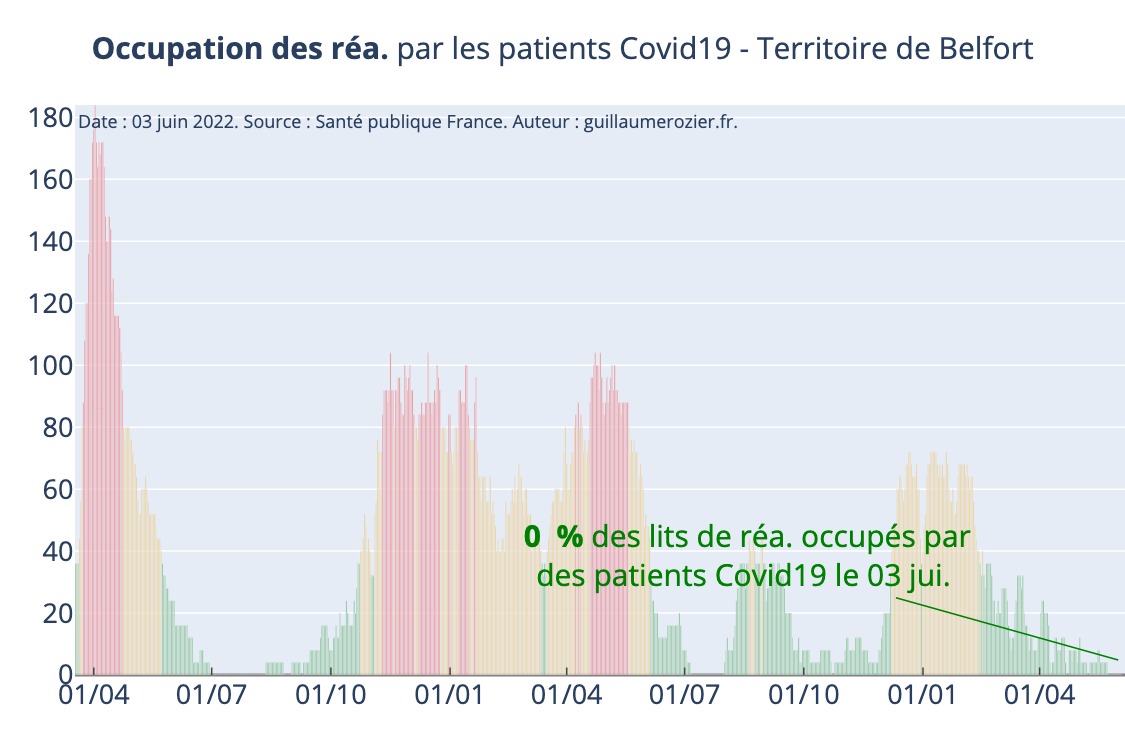 Occupation des réa. par les patients Covid19 - Territoire de Belfort
180
Date : 03 juin 2022. Source : Santé publique France. Auteur : guillaumerozier.fr.
160
140
120
100
80
60
0 % des lits de réa. occupés par
40
des patients Covid19 le 03 jui.
20
0
01/04 01/07 01/10 01/01 01/04 01/07 01/10 01/01 01/04